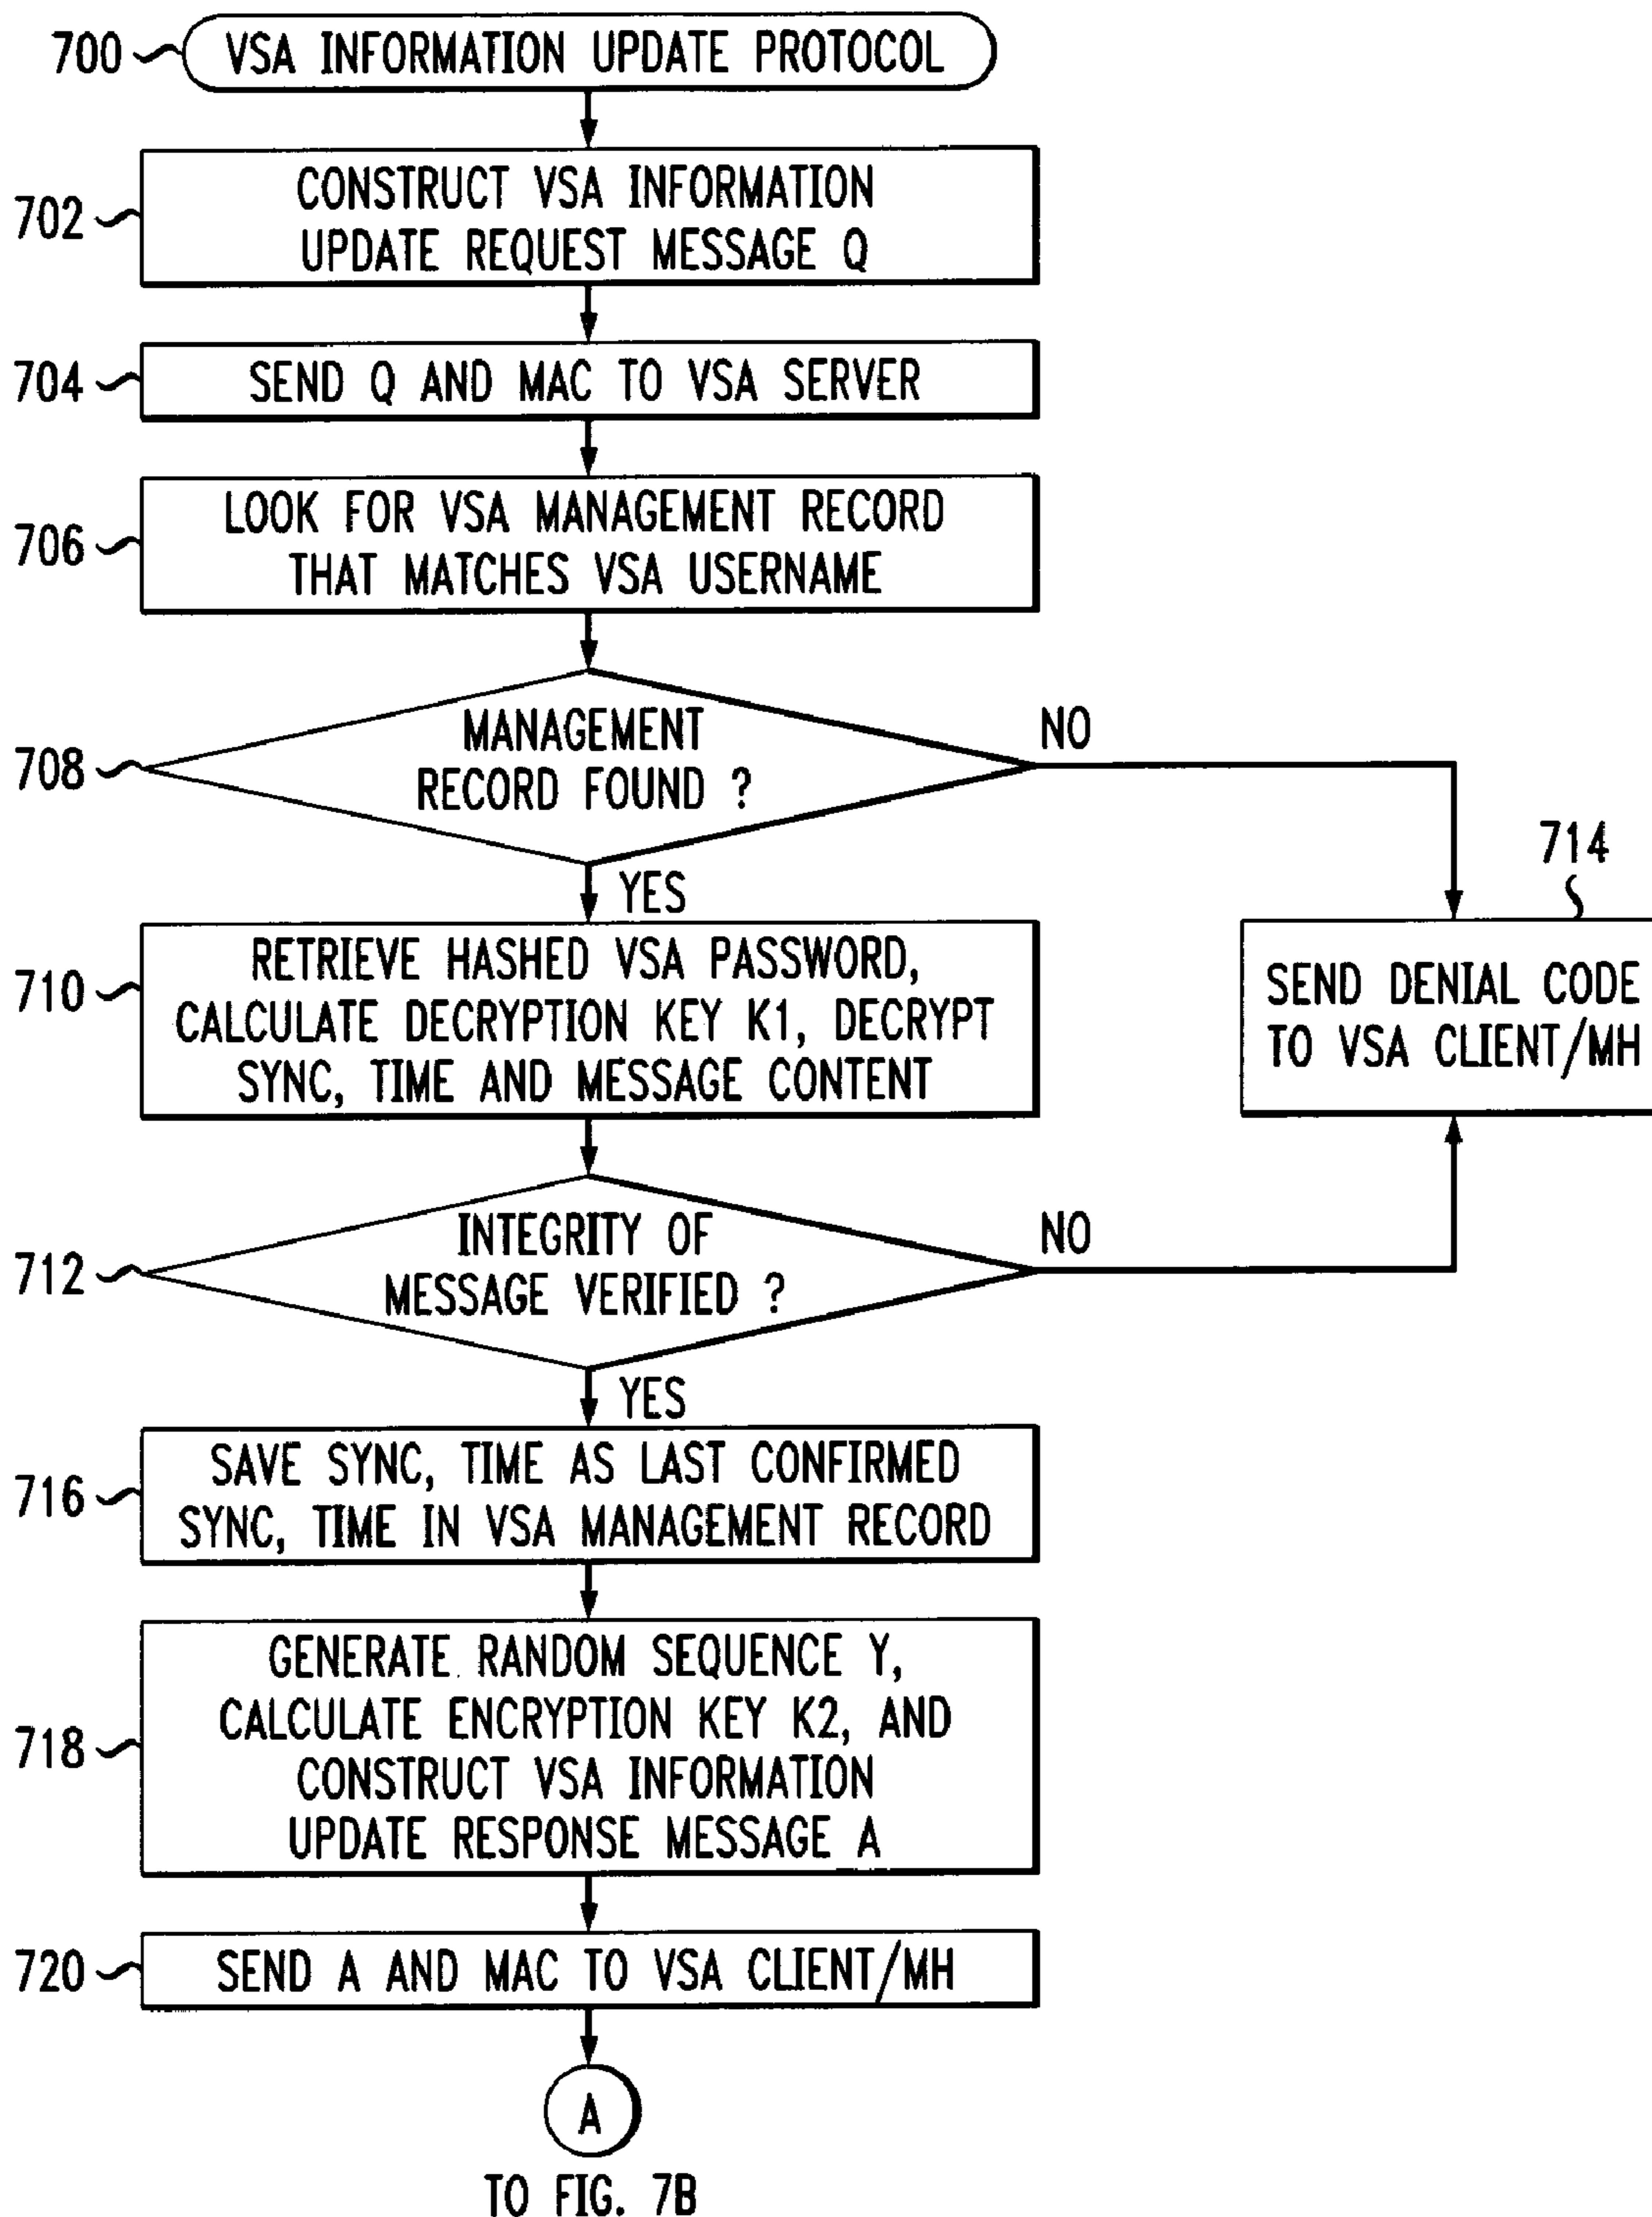 700
VSA INFORMATION UPDATE PROTOCOL
702
CONSTRUCT VSA INFORMATION
UPDATE REQUEST MESSAGE Q
704
SEND Q AND MAC TO VSA SERVER
706
LOOK FOR VSA MANAGEMENT RECORD
THAT MATCHES VSA USERNAME
708
MANAGEMENT
RECORD FOUND ?
NO
YES
710
RETRIEVE HASHED VSA PASSWORD,
CALCULATE DECRYPTION KEY K1, DECRYPT
SYNC, TIME AND MESSAGE CONTENT
714
SEND DENIAL CODE
TO VSA CLIENT/MH
712
INTEGRITY OF
MESSAGE VERIFIED ?
NO
YES
716
SAVE SYNC, TIME AS LAST CONFIRMED
SYNC, TIME IN VSA MANAGEMENT RECORD
718
GENERATE RANDOM SEQUENCE Y,
CALCULATE ENCRYPTION KEY K2, AND
CONSTRUCT VSA INFORMATION
UPDATE RESPONSE MESSAGE A
720
SEND A AND MAC TO VSA CLIENT/MH
A
TO FIG. 7B